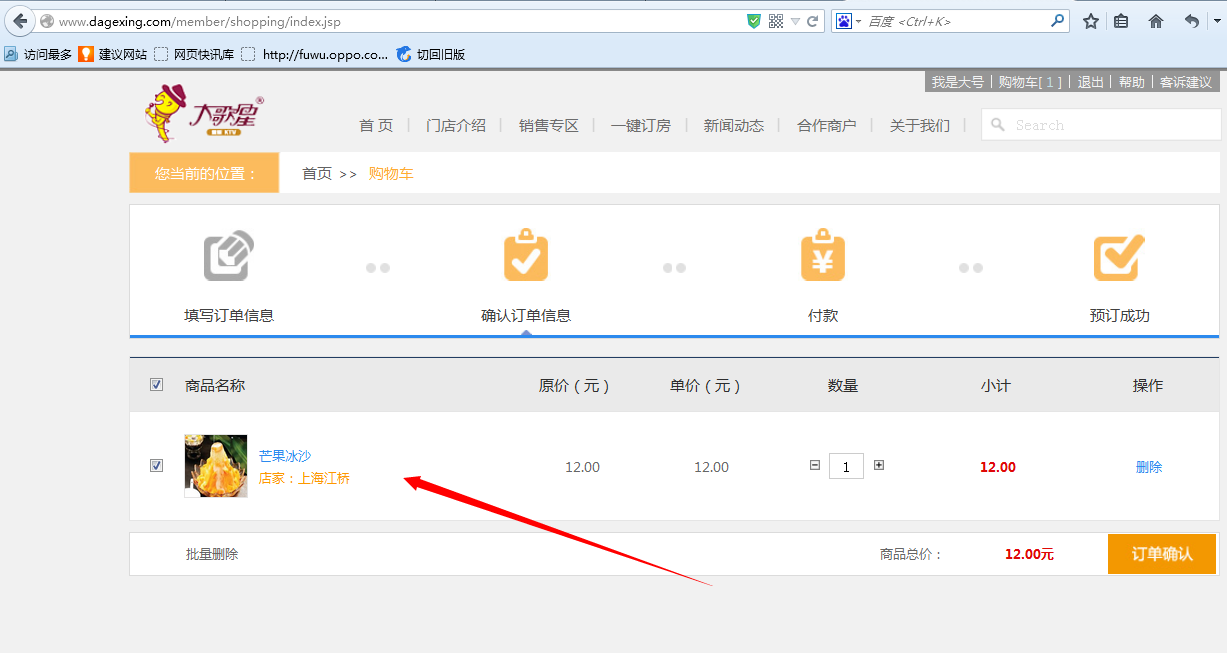 www.dagexing.com/member/shopping/index.jsp
百度 <Ctrl+K>
访问最多 建议网站 网页快讯库 http://fuwu.oppo.co... 切回旧版
我是大号 | 购物车[ 1 ] | 退出 | 帮助 | 客诉建议
大歌星®
KTV
首 页 | 门店介绍 | 销售专区 | 一键订房 | 新闻动态 | 合作商户 | 关于我们 |
Search
您当前的位置： 首页 >> 购物车
填写订单信息 确认订单信息 付款 预订成功
商品名称 原价（元） 单价（元） 数量 小计 操作
芒果冰沙
店家：上海江桥
12.00 12.00 1 12.00 删除
批量删除 商品总价： 12.00元 订单确认